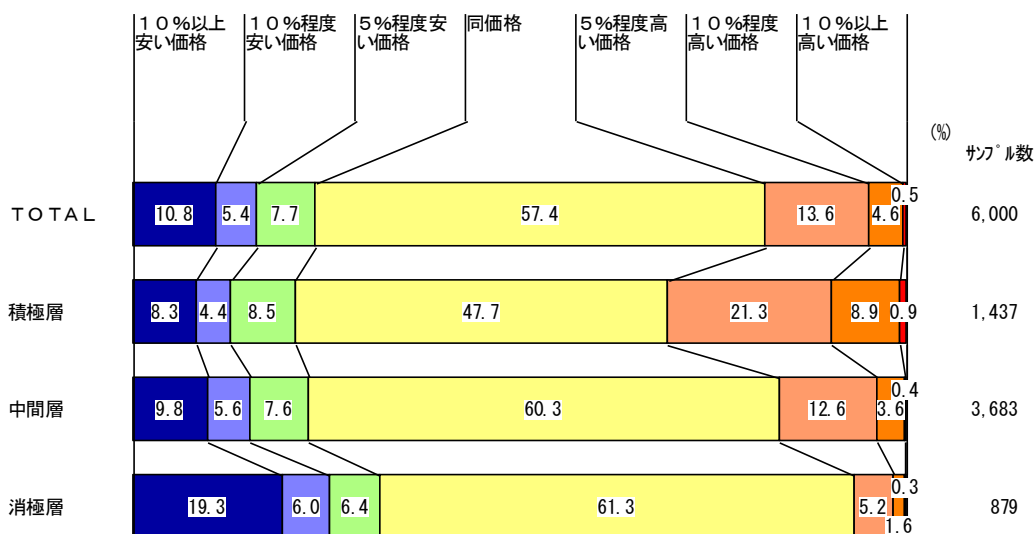 １０％以上
安い価格
１０％程度
安い価格
５％程度安
い価格
同価格
５％程度高
い価格
１０％程度
高い価格
１０％以上
高い価格
(%)
ｻﾝﾌﾟﾙ数
ＴＯＴＡＬ 10.8 5.4 7.7 57.4 13.6 4.6 0.5 6,000
積極層 8.3 4.4 8.5 47.7 21.3 8.9 0.9 1,437
中間層 9.8 5.6 7.6 60.3 12.6 3.6 0.4 3,683
消極層 19.3 6.0 6.4 61.3 5.2 1.6 0.3 879